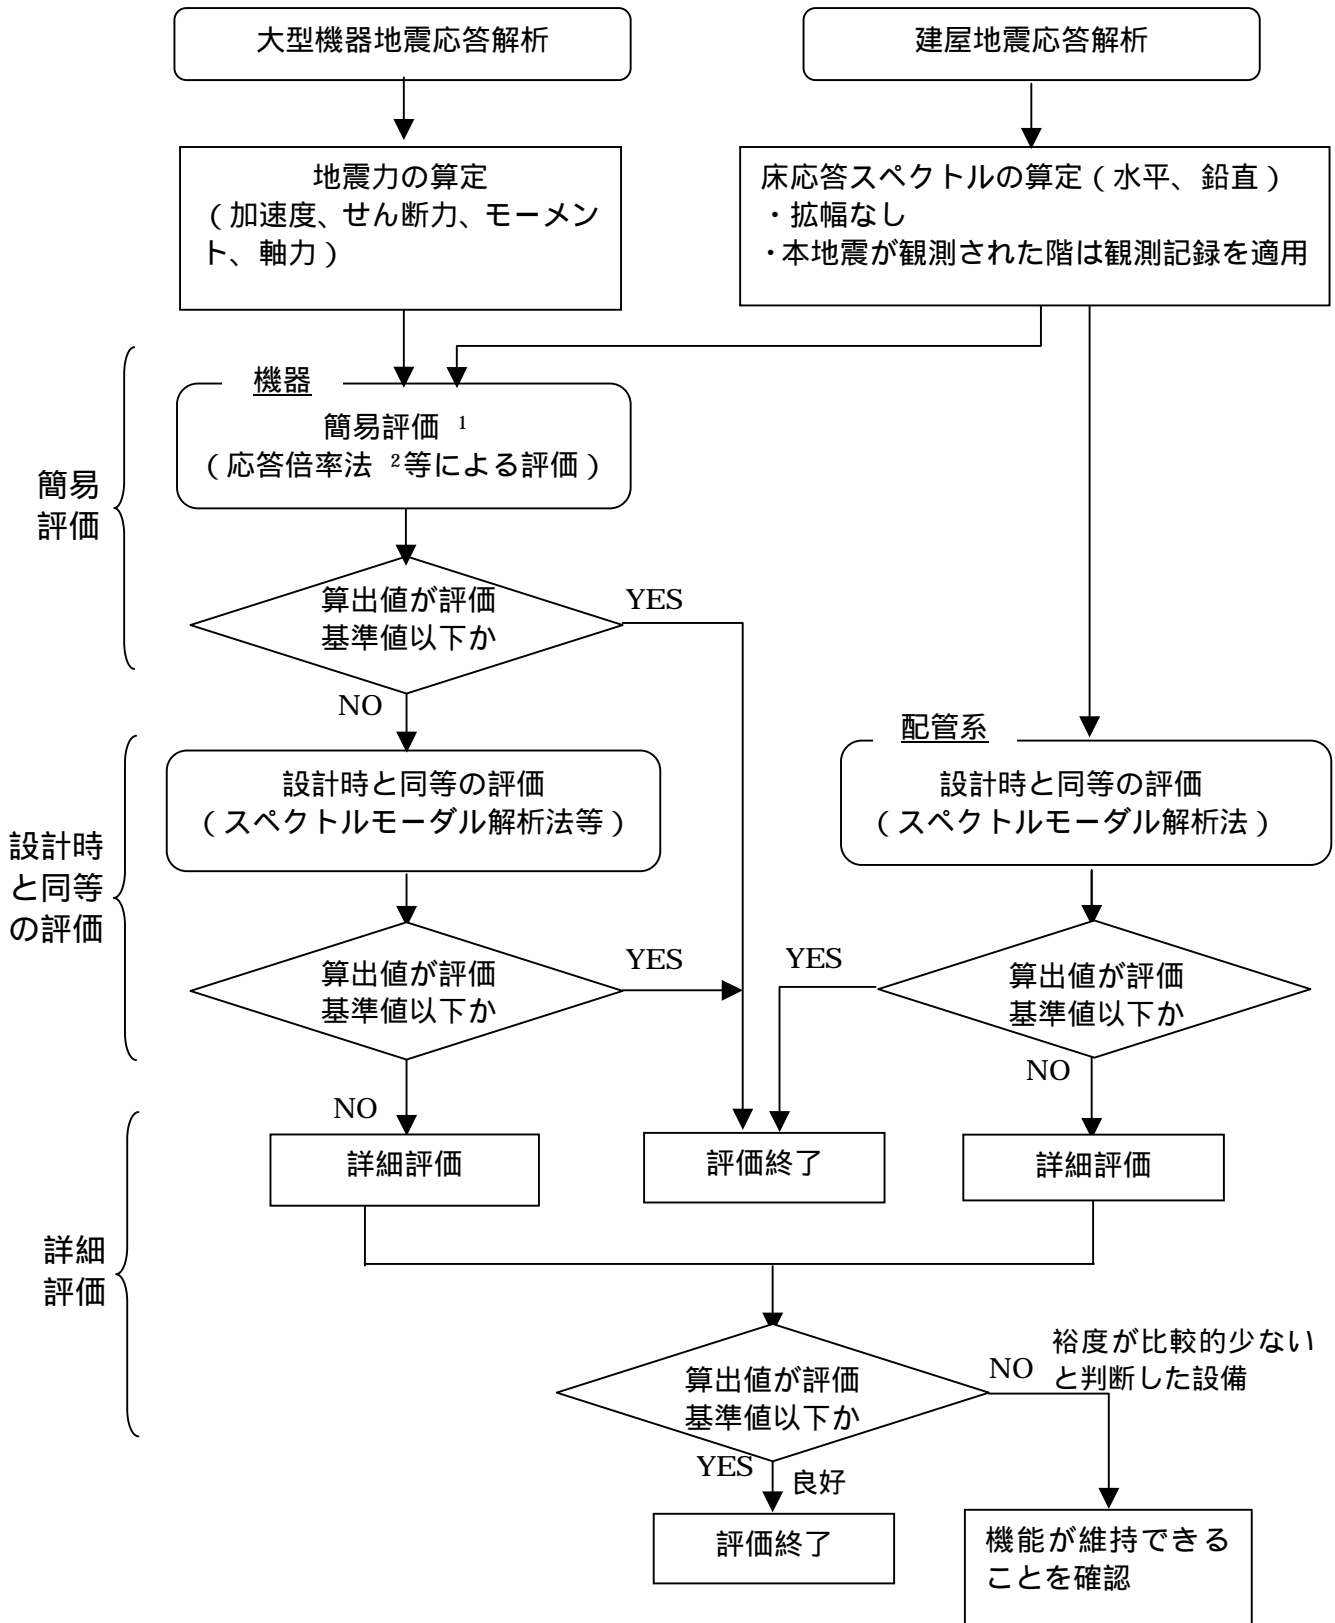 大型機器地震応答解析
建屋地震応答解析
地震力の算定
（加速度、せん断力、モーメン
ト、軸力）
床応答スペクトルの算定（水平、鉛直）
・拡幅なし
・本地震が観測された階は観測記録を適用
簡易
評価
機器
簡易評価 1
（応答倍率法 2等による評価）
算出値が評価
基準値以下か
YES
NO
設計時
と同等
の評価
設計時と同等の評価
（スペクトルモーダル解析法等）
配管系
設計時と同等の評価
（スペクトルモーダル解析法）
算出値が評価
基準値以下か
YES
NO
YES
算出値が評価
基準値以下か
NO
詳細
評価
詳細評価
評価終了
詳細評価
算出値が評価
基準値以下か
NO
裕度が比較的少ない
と判断した設備
YES
良好
評価終了
機能が維持できる
ことを確認